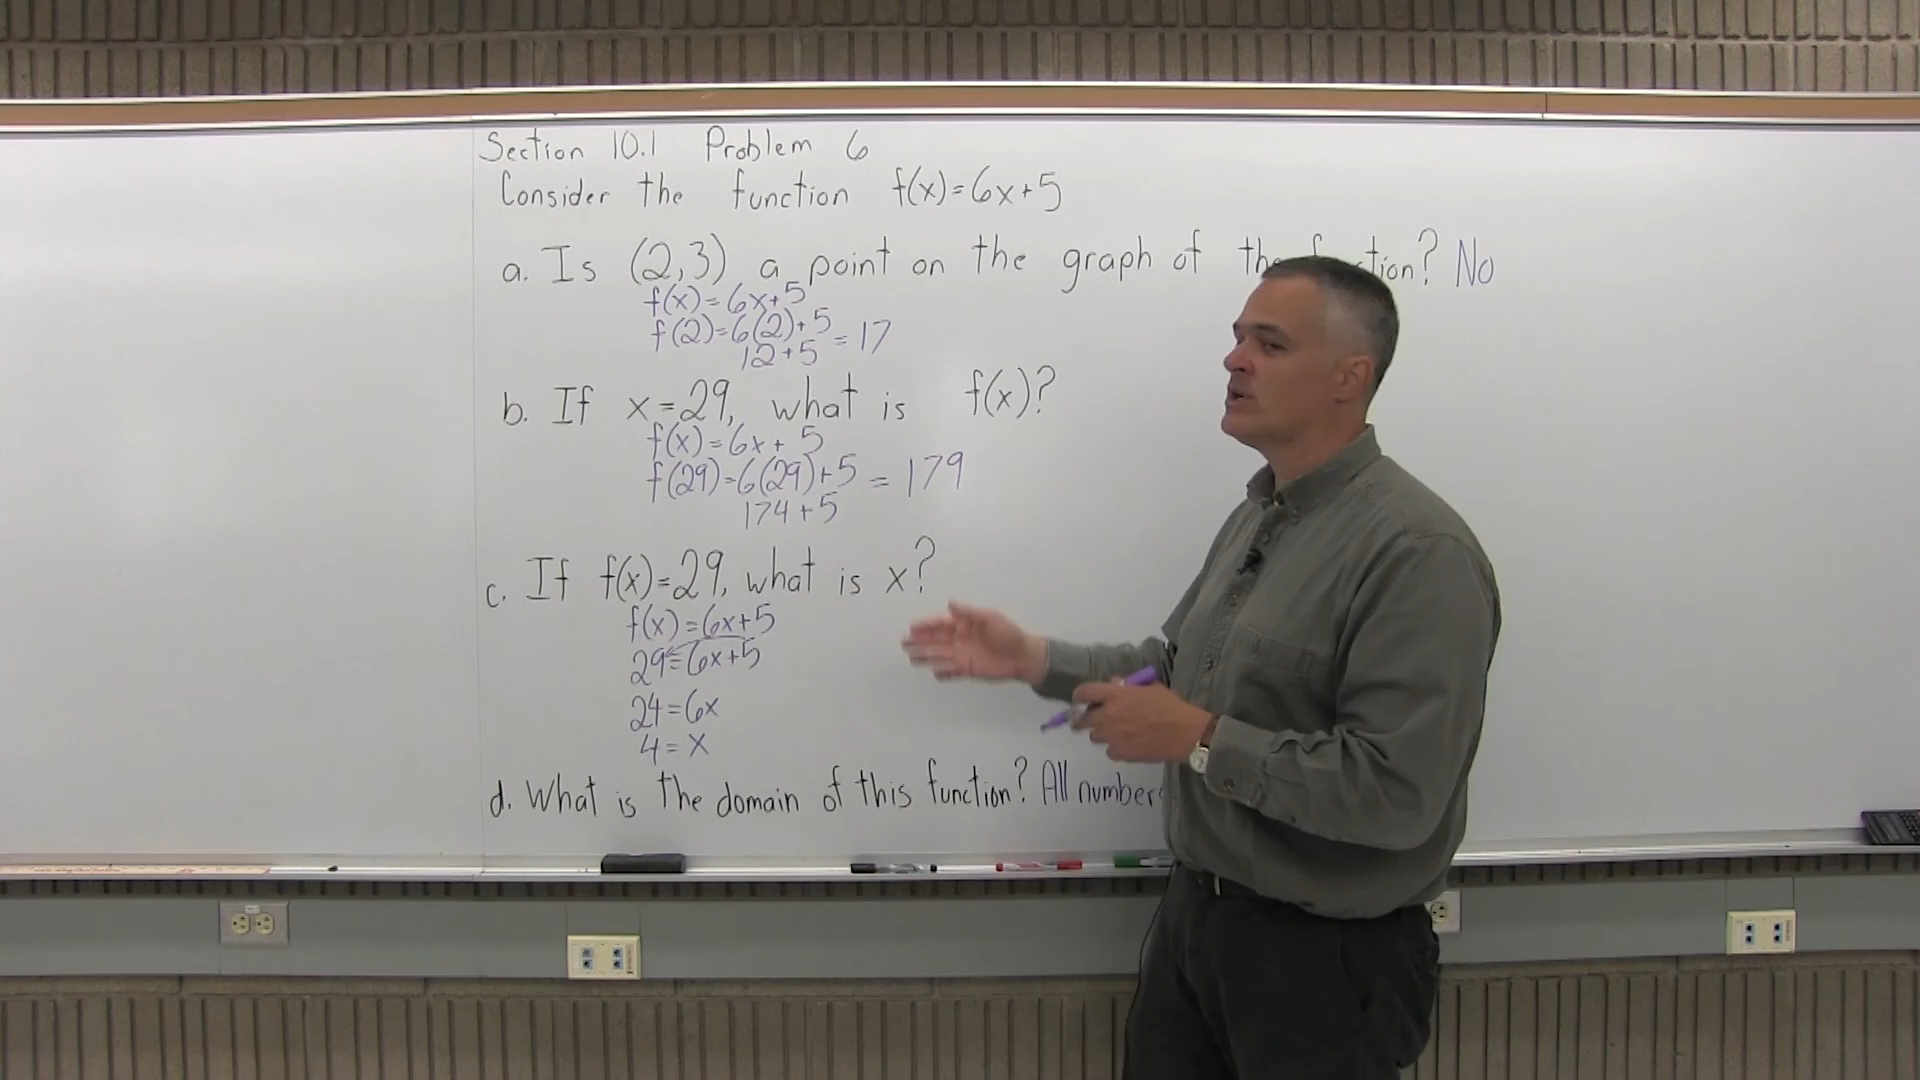 Section 10.1 Problem 6
Consider the function f(x)=6x+5
a. Is (2,3) a point on the graph of the function? No
f(x)=6x+5
f(2)=6(2)+5 = 17
12+5
b. If x=29, what is f(x)?
f(x)=6x+5
f(29)=6(29)+5 = 179
174+5
c. If f(x)=29, what is x?
f(x)=6x+5
29=6x+5
24=6x
4=x
d. What is the domain of this function? All number